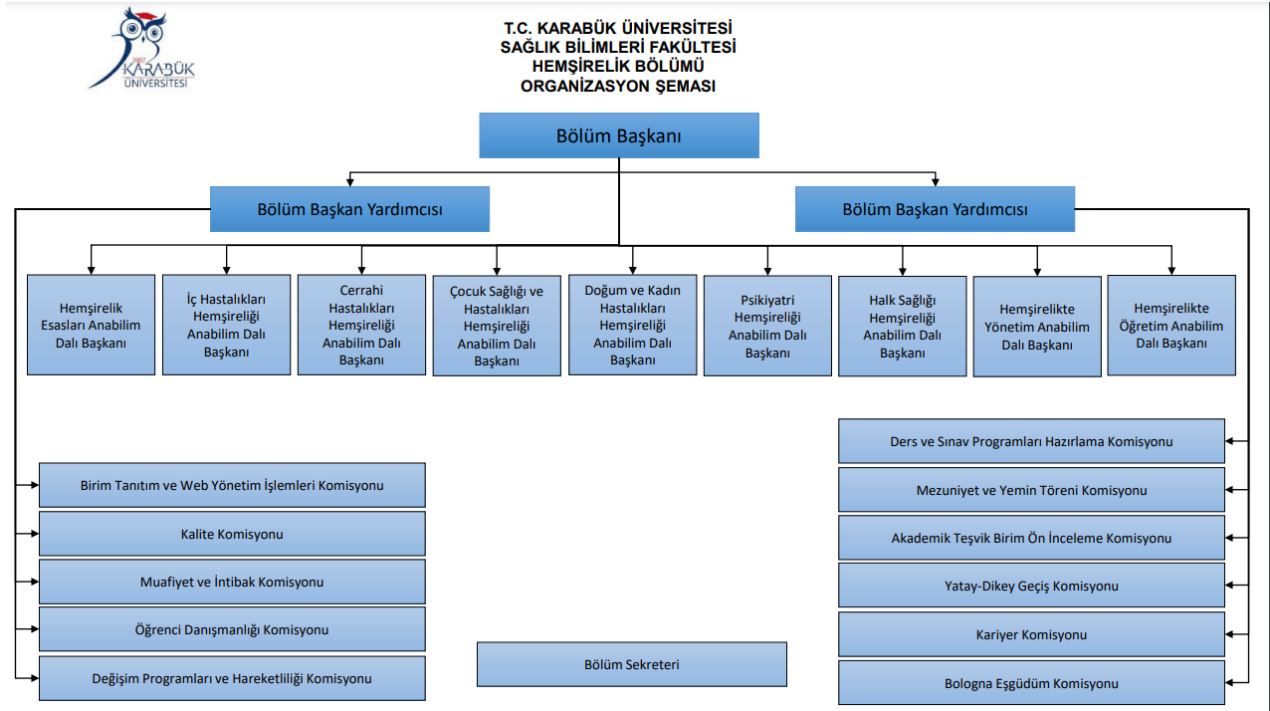 2007
KARABÜK
ÜNİVERSİTESİ
T.C. KARABÜK ÜNİVERSİTESİ
SAĞLIK BİLİMLERİ FAKÜLTESİ
HEMŞİRELİK BÖLÜMÜ
ORGANİZASYON ŞEMASI
Bölüm Başkanı
Bölüm Başkan Yardımcısı
Bölüm Başkan Yardımcısı
Hemşirelik
Esasları Anabilim
Dalı Başkanı
İç Hastalıkları
Hemşireliği
Anabilim Dalı
Başkanı
Cerrahi
Hastalıkları
Hemşireliği
Anabilim Dalı
Başkanı
Çocuk Sağlığı ve
Hastalıkları
Hemşireliği
Anabilim Dalı
Başkanı
Doğum ve Kadın
Hastalıkları
Hemşireliği
Anabilim Dalı
Başkanı
Psikiyatri
Hemşireliği
Anabilim Dalı
Başkanı
Halk Sağlığı
Hemşireliği
Anabilim Dalı
Başkanı
Hemşirelikte
Yönetim Anabilim
Dalı Başkanı
Hemşirelikte
Öğretim Anabilim
Dalı Başkanı
Birim Tanıtım ve Web Yönetim İşlemleri Komisyonu
Kalite Komisyonu
Muafiyet ve İntibak Komisyonu
Öğrenci Danışmanlığı Komisyonu
Değişim Programları ve Hareketliliği Komisyonu
Bölüm Sekreteri
Ders ve Sınav Programları Hazırlama Komisyonu
Mezuniyet ve Yemin Töreni Komisyonu
Akademik Teşvik Birim Ön İnceleme Komisyonu
Yatay-Dikey Geçiş Komisyonu
Kariyer Komisyonu
Bologna Eşgüdüm Komisyonu